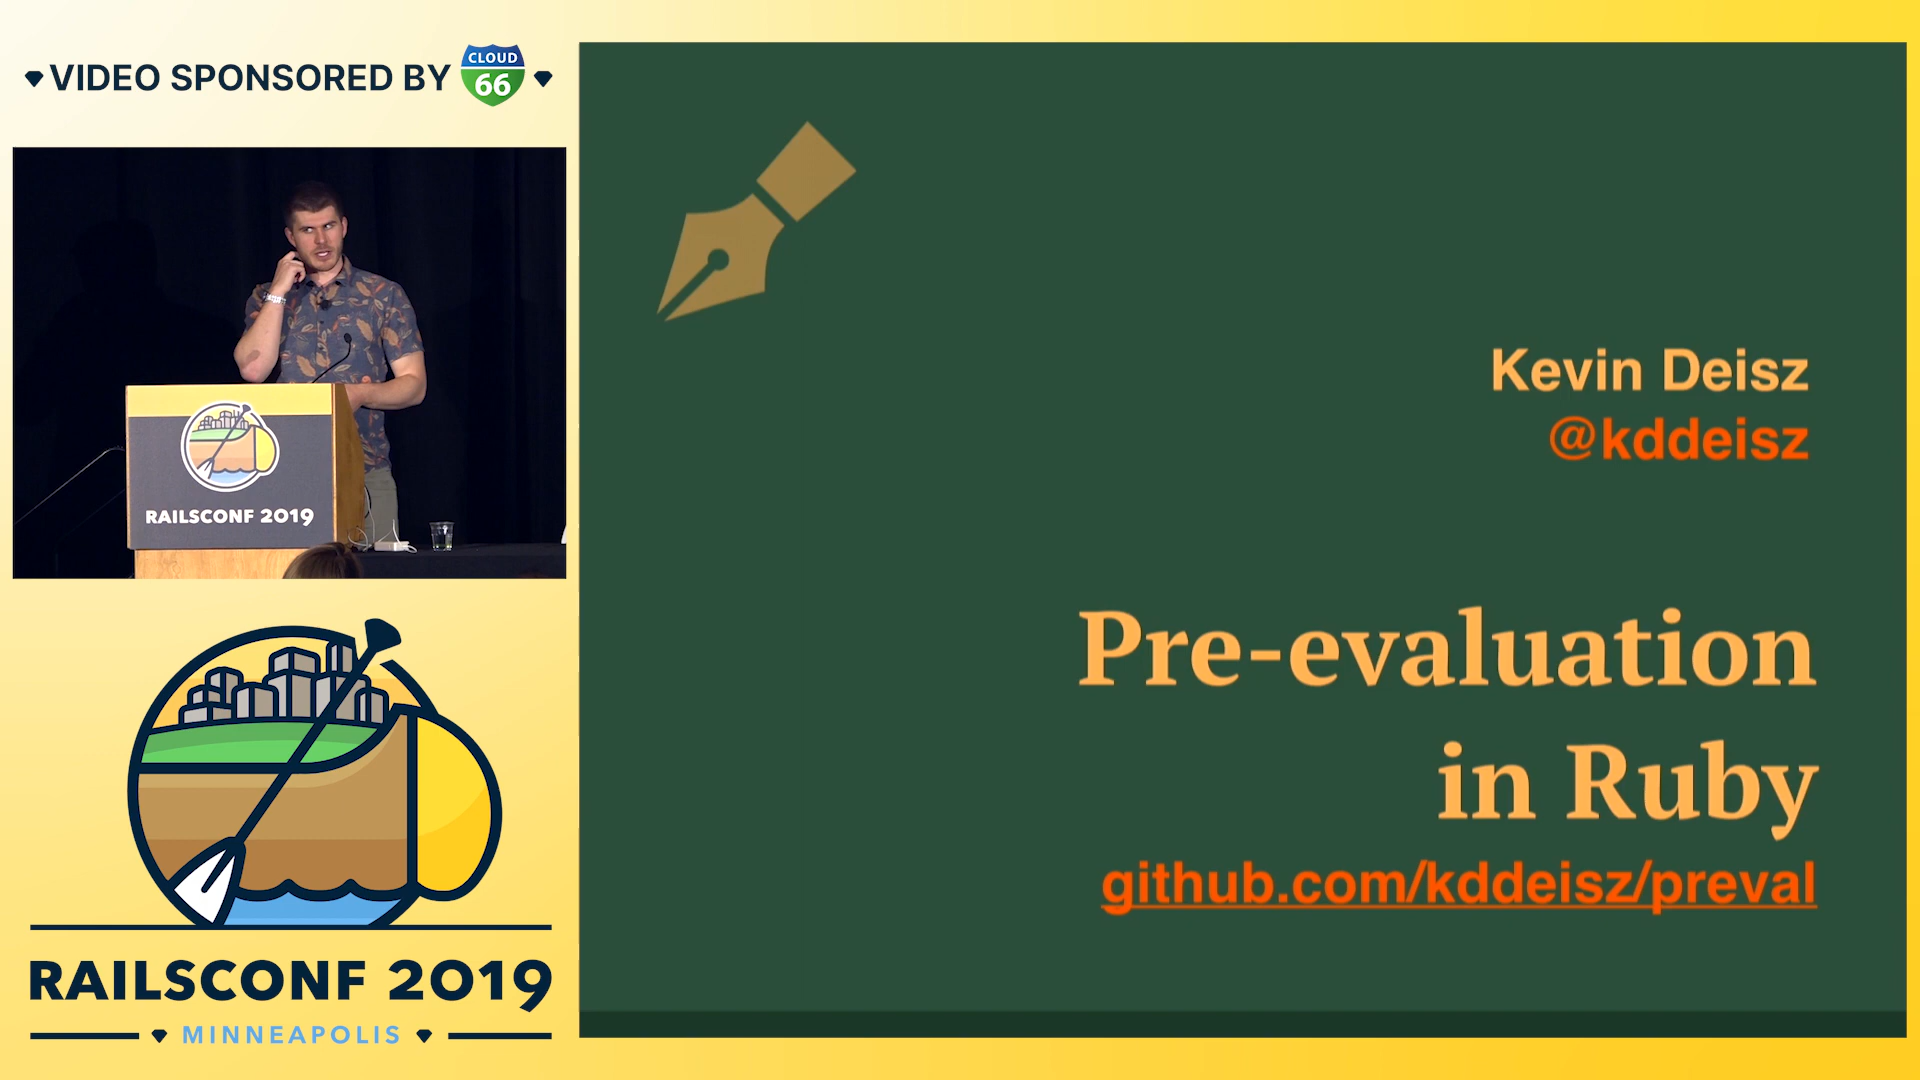 VIDEO SPONSORED BY
CLOUD
66
RAILSCONF 2019
RAILSCONF 2019
MINNEAPOLIS
Kevin Deisz
@kddeisz
Pre-evaluation
in Ruby
github.com/kddeisz/preval